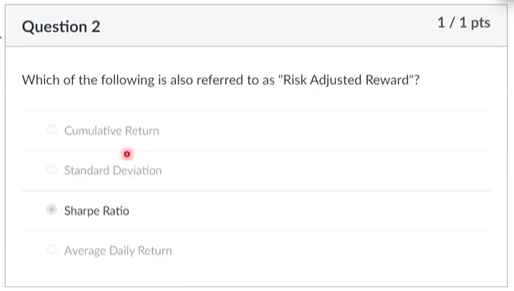 Question 2
1 / 1 pts
Which of the following is also referred to as "Risk Adjusted Reward"?
Cumulative Return
Standard Deviation
Sharpe Ratio
Average Daily Return